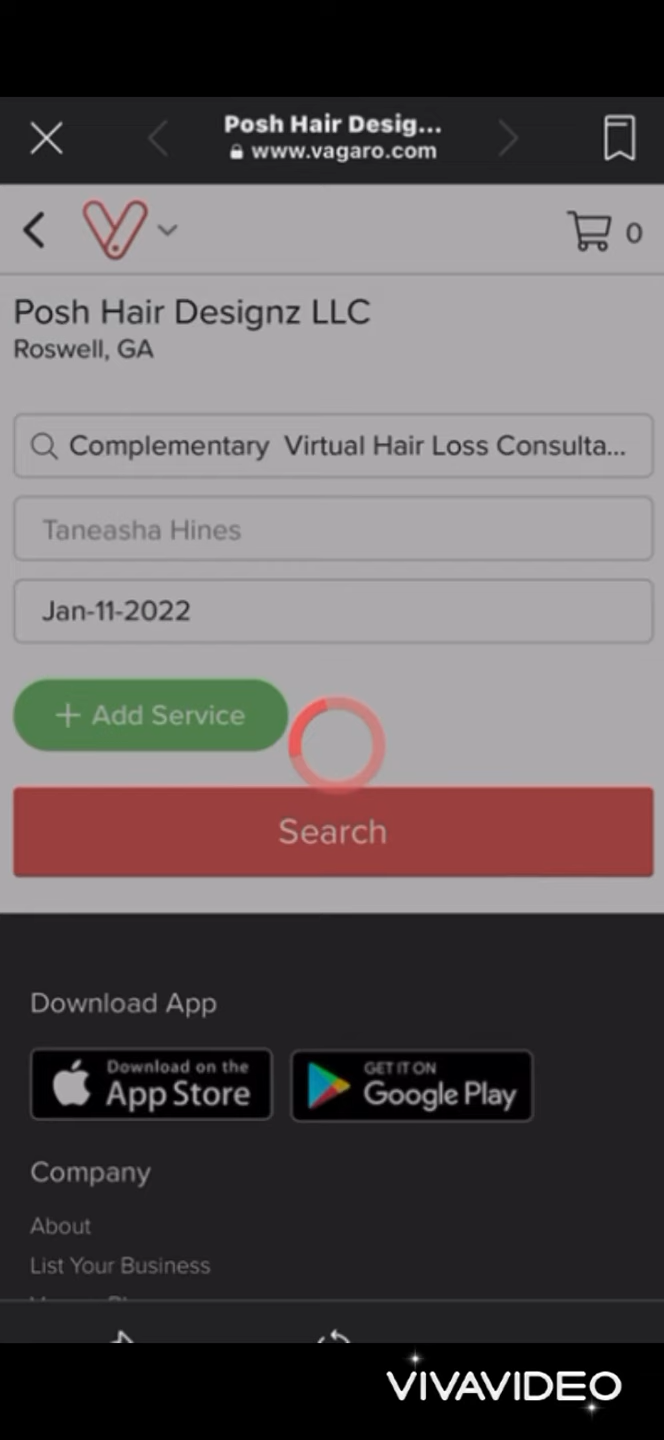 Posh Hair Desig...
www.vagaro.com
0
Posh Hair Designz LLC
Roswell, GA
Complementary Virtual Hair Loss Consulta...
Taneasha Hines
Jan-11-2022
+ Add Service
Search
Download App
Download on the
App Store
GET IT ON
Google Play
Company
About
List Your Business
VIVAVIDEO